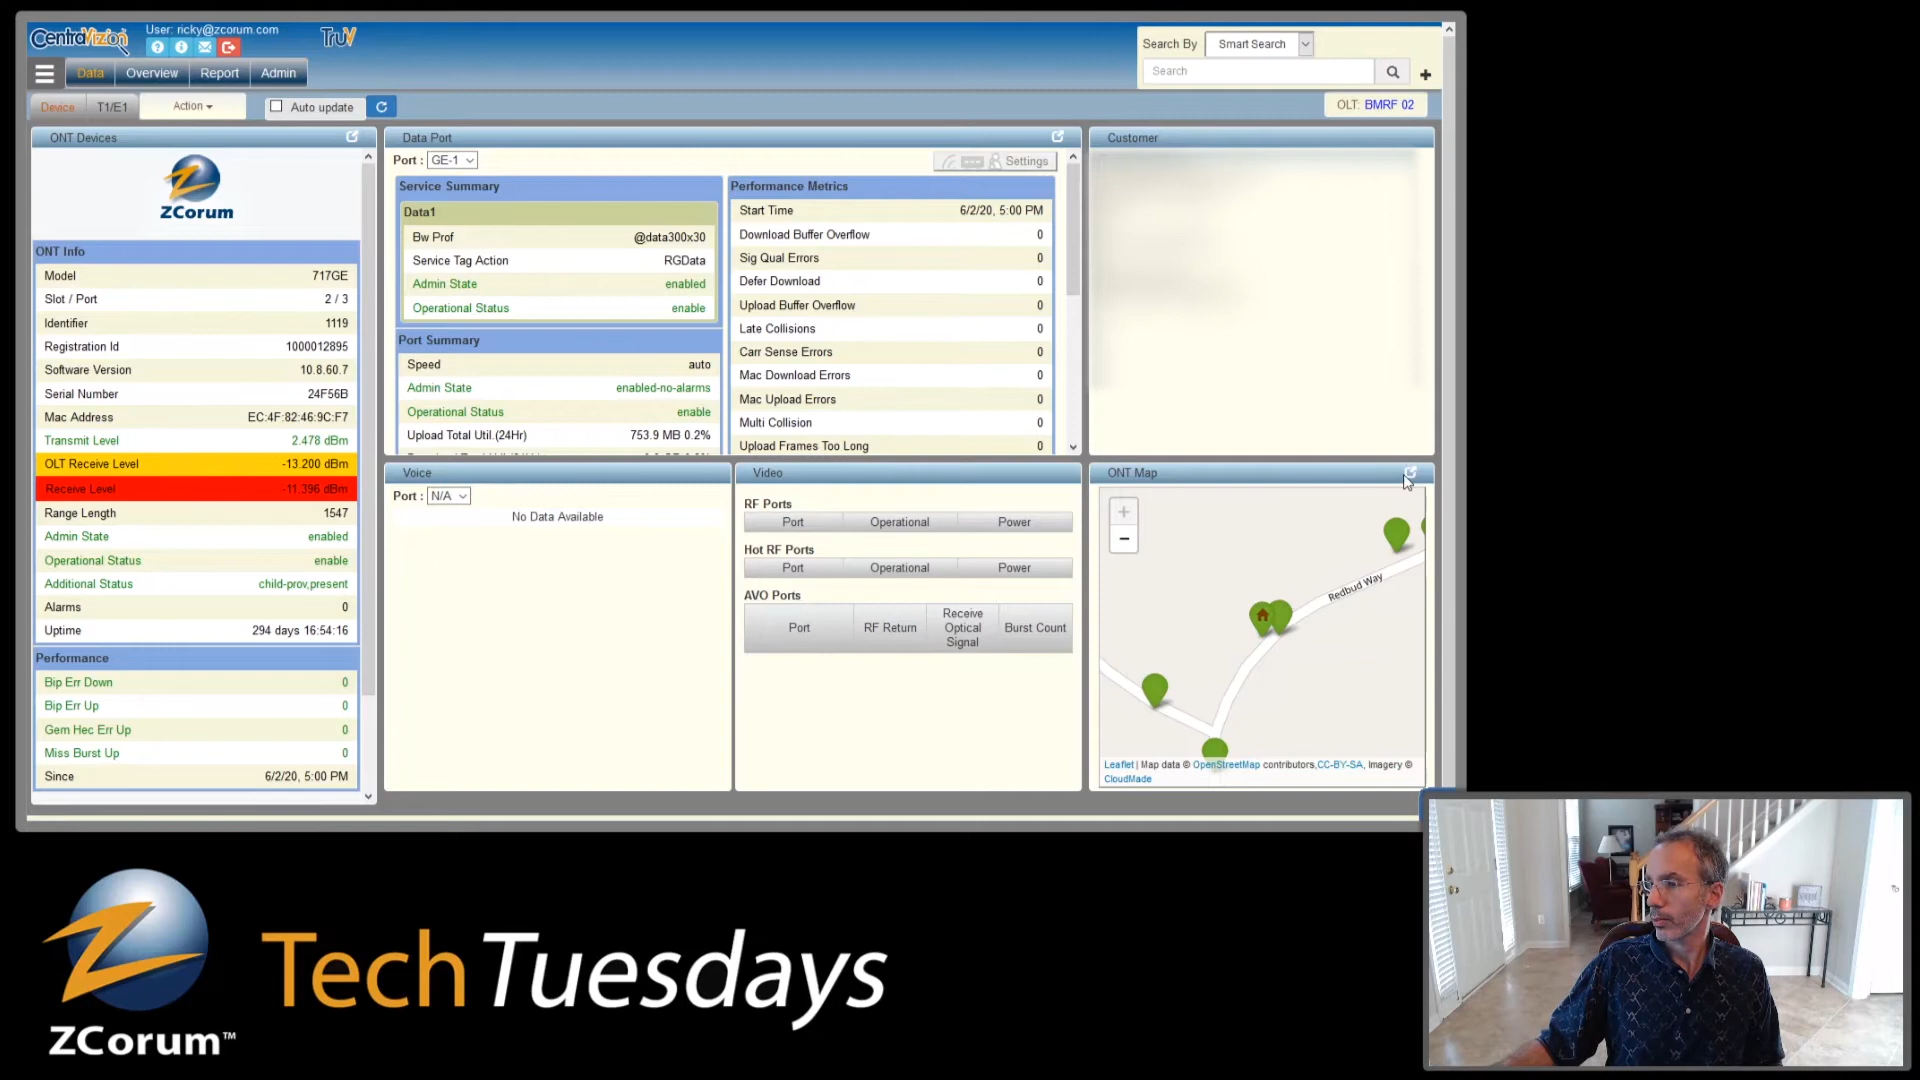 CentraVizion
User: ricky@zcorum.com
TruV
Search By Smart Search
Search
Data Overview Report Admin
Device T1/E1 Action Auto update
OLT: BMRF 02
ONT Devices
ZCorum
ONT Info
Model 717GE
Slot / Port 2 / 3
Identifier 1119
Registration Id 1000012895
Software Version 10.8.60.7
Serial Number 24F56B
Mac Address EC:4F:82:46:9C:F7
Transmit Level 2.478 dBm
OLT Receive Level -13.200 dBm
Receive Level -11.396 dBm
Range Length 1547
Admin State enabled
Operational Status enable
Additional Status child-prov,present
Alarms 0
Uptime 294 days 16:54:16
Performance
Bip Err Down 0
Bip Err Up 0
Gem Hec Err Up 0
Miss Burst Up 0
Since 6/2/20, 5:00 PM
Data Port
Port : GE-1
Settings
Service Summary
Data1
Bw Prof @data300x30
Service Tag Action RGData
Admin State enabled
Operational Status enable
Port Summary
Speed auto
Admin State enabled-no-alarms
Operational Status enable
Upload Total Util.(24Hr) 753.9 MB 0.2%
Performance Metrics
Start Time 6/2/20, 5:00 PM
Download Buffer Overflow 0
Sig Qual Errors 0
Defer Download 0
Upload Buffer Overflow 0
Late Collisions 0
Carr Sense Errors 0
Mac Download Errors 0
Mac Upload Errors 0
Multi Collision 0
Upload Frames Too Long 0
Customer
Voice
Port : N/A
No Data Available
Video
RF Ports
Port Operational Power
Hot RF Ports
Port Operational Power
AVO Ports
Port RF Return Receive Optical Signal Burst Count
ONT Map
+
−
Redbud Way
Leaflet | Map data © OpenStreetMap contributors,CC-BY-SA, Imagery ©
CloudMade
TechTuesdays
ZCorum™